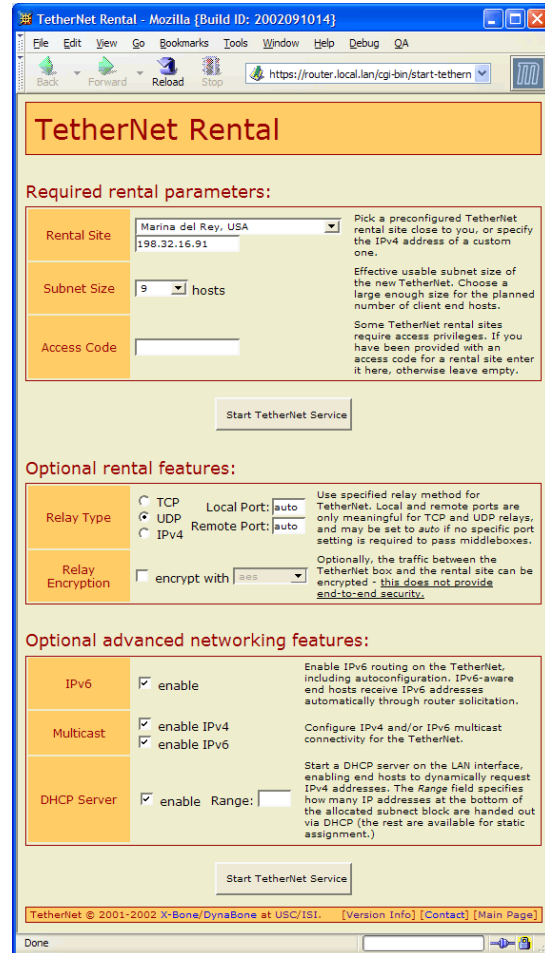 TetherNet Rental - Mozilla {Build ID: 2002091014}
File Edit View Go Bookmarks Tools Window Help Debug QA
Back Forward Reload Stop https://router.local.lan/cgi-bin/start-tethern
TetherNet Rental
Required rental parameters:
Rental Site
Marina del Rey, USA
198.32.16.91
Pick a preconfigured TetherNet
rental site close to you, or specify
the IPv4 address of a custom
one.
Subnet Size
9 hosts
Effective usable subnet size of
the new TetherNet. Choose a
large enough size for the planned
number of client end hosts.
Access Code
Some TetherNet rental sites
require access privileges. If you
have been provided with an
access code for a rental site enter
it here, otherwise leave empty.
Start TetherNet Service
Optional rental features:
Relay Type
TCP
UDP
IPv4
Local Port: auto
Remote Port: auto
Use specified relay method for
TetherNet. Local and remote ports are
only meaningful for TCP and UDP relays,
and may be set to auto if no specific port
setting is required to pass middleboxes.
Relay
Encryption
encrypt with aes
Optionally, the traffic between the
TetherNet box and the rental site can be
encrypted - this does not provide
end-to-end security.
Optional advanced networking features:
IPv6
enable
Enable IPv6 routing on the TetherNet,
including autoconfiguration. IPv6-aware
end hosts receive IPv6 addresses
automatically through router solicitation.
Multicast
enable IPv4
enable IPv6
Configure IPv4 and/or IPv6 multicast
connectivity for the TetherNet.
DHCP Server
enable Range:
Start a DHCP server on the LAN interface,
enabling end hosts to dynamically request
IPv4 addresses. The Range field specifies
how many IP addresses at the bottom of
the allocated subnect block are handed out
via DHCP (the rest are available for static
assignment.)
Start TetherNet Service
TetherNet © 2001-2002 X-Bone/DynaBone at USC/ISI. [Version Info] [Contact] [Main Page]
Done